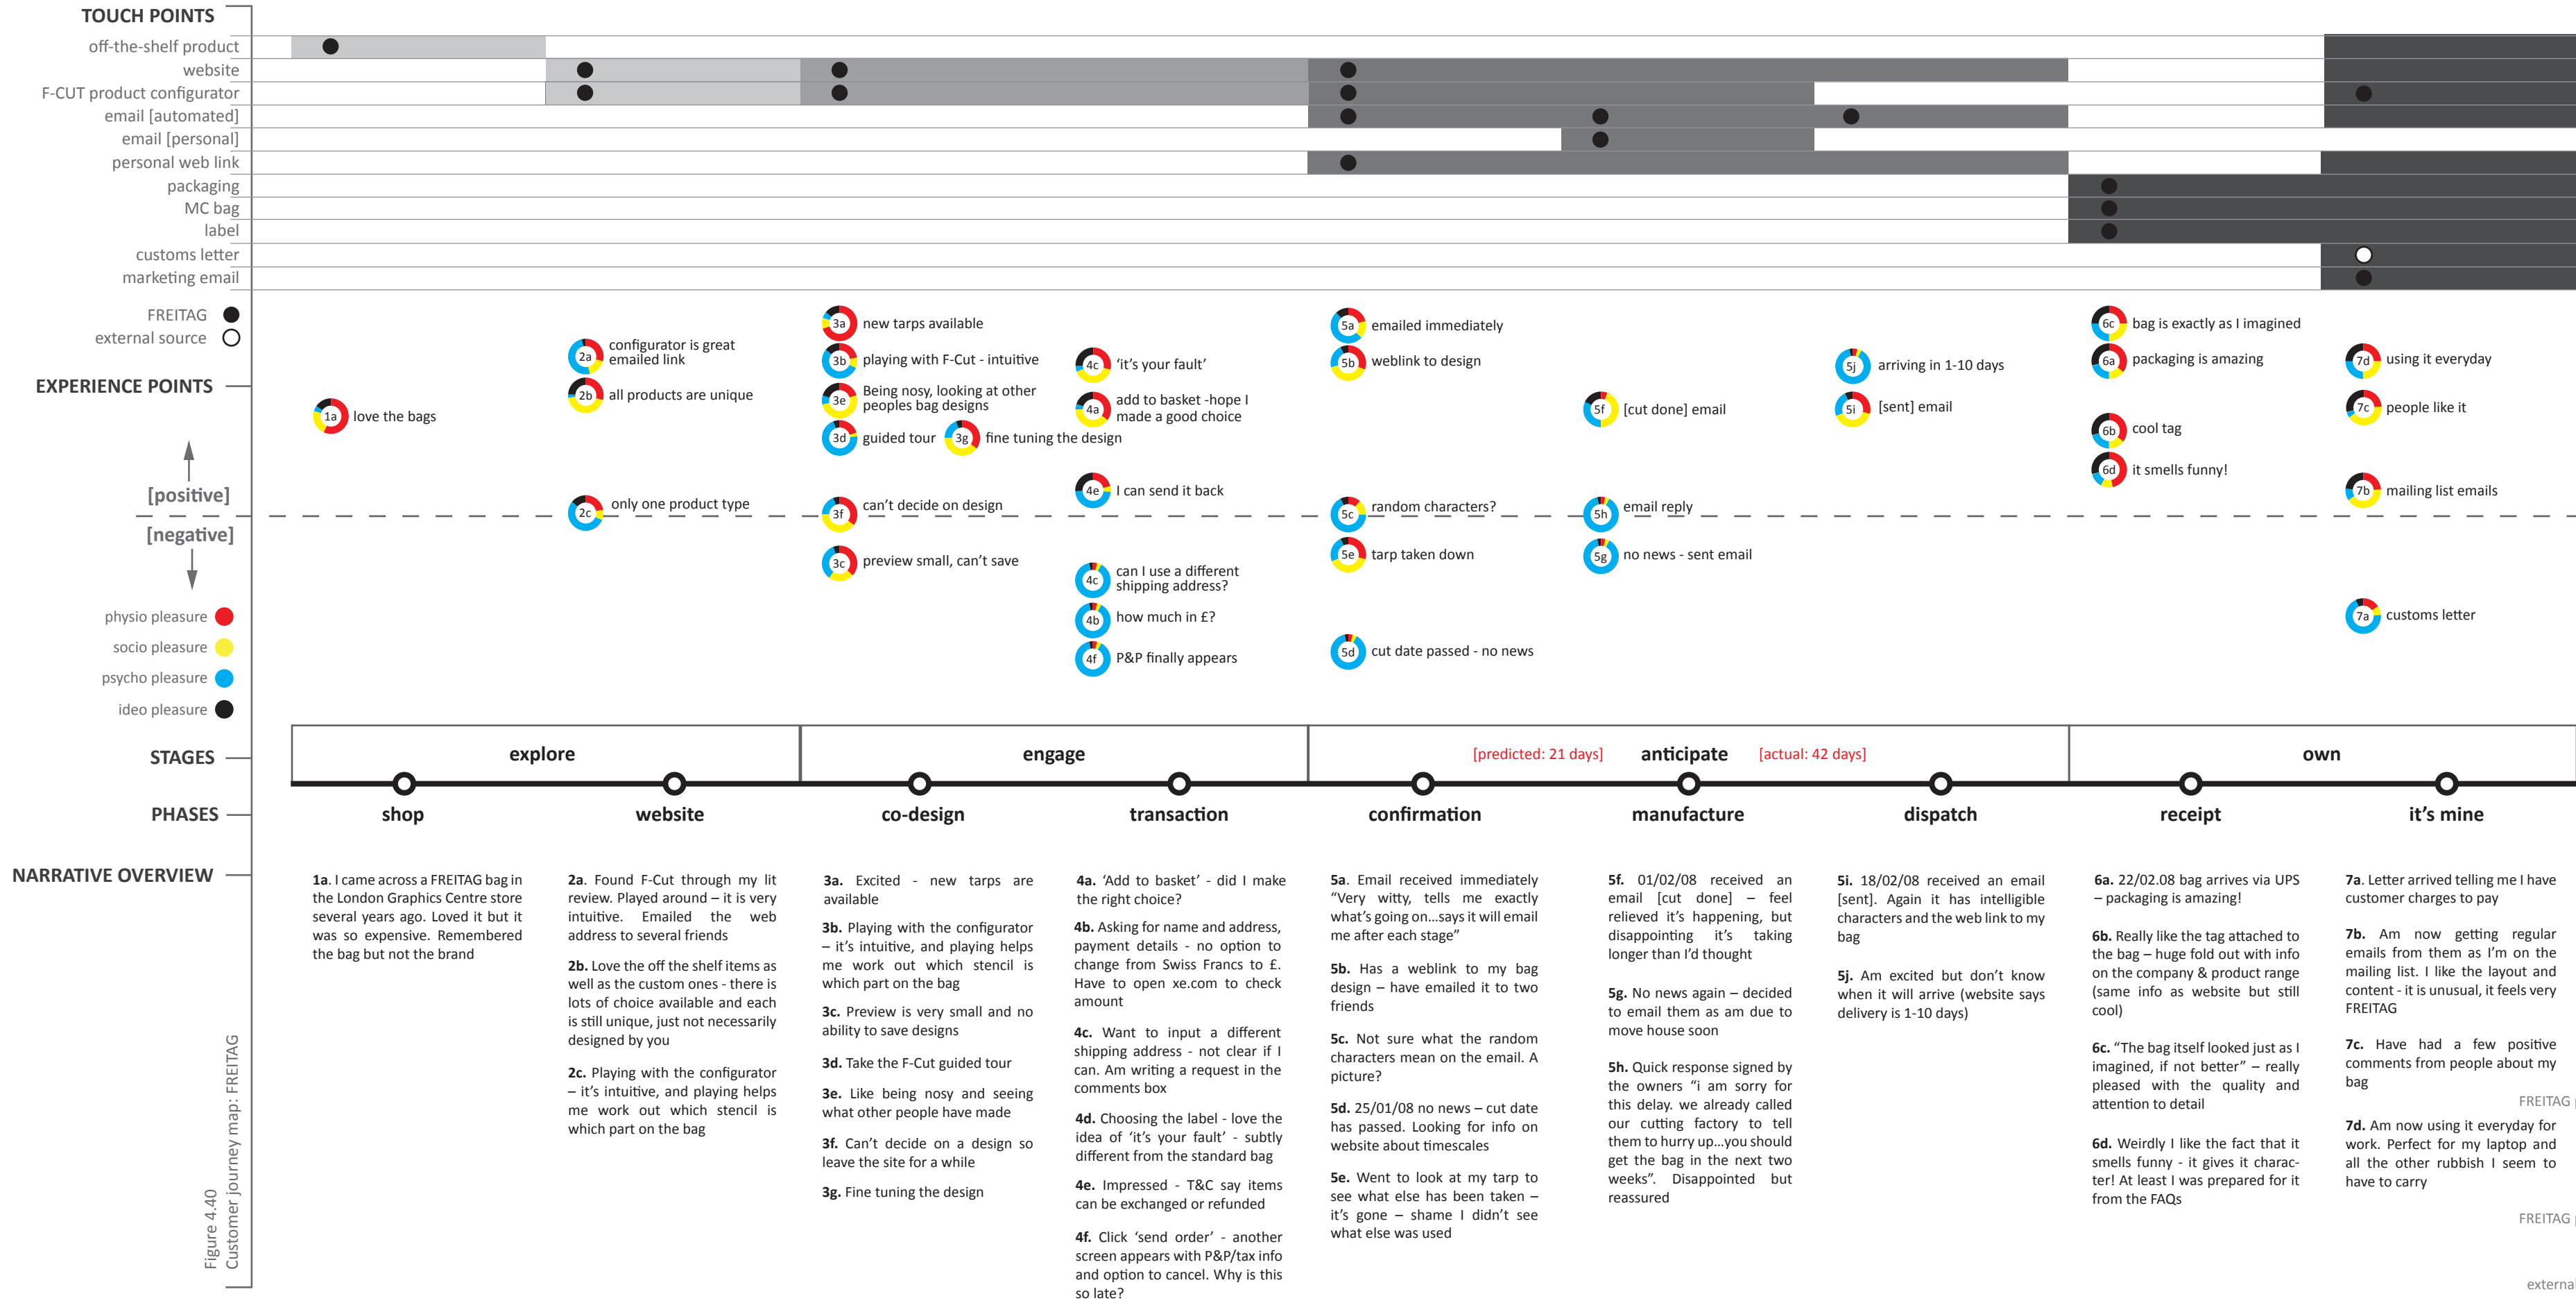 TOUCH POINTS
off-the-shelf product
website
F-CUT product configurator
email [automated]
email [personal]
personal web link
packaging
MC bag
label
customs letter
marketing email
FREITAG
external source
EXPERIENCE POINTS
[positive]
[negative]
physio pleasure
socio pleasure
psycho pleasure
ideo pleasure
1a love the bags
2a configurator is great
emailed link
2b all products are unique
2c only one product type
3a new tarps available
3b playing with F-Cut - intuitive
3e Being nosy, looking at other
peoples bag designs
3d guided tour
3g fine tuning the design
3f can't decide on design
3c preview small, can't save
4c ‘it’s your fault’
4a add to basket -hope I
made a good choice
4e I can send it back
4c can I use a different
shipping address?
4b how much in £?
4f P&P finally appears
5a emailed immediately
5b weblink to design
5c random characters?
5e tarp taken down
5d cut date passed - no news
5f [cut done] email
5h email reply
5g no news - sent email
5j arriving in 1-10 days
5i [sent] email
6c bag is exactly as I imagined
6a packaging is amazing
6b cool tag
6d it smells funny!
7d using it everyday
7c people like it
7b mailing list emails
7a customs letter
STAGES
explore
engage
[predicted: 21 days] anticipate [actual: 42 days]
own
PHASES
shop
website
co-design
transaction
confirmation
manufacture
dispatch
receipt
it’s mine
NARRATIVE OVERVIEW
1a. I came across a FREITAG bag in
the London Graphics Centre store
several years ago. Loved it but it
was so expensive. Remembered
the bag but not the brand
2a. Found F-Cut through my lit
review. Played around – it is very
intuitive. Emailed the web
address to several friends
2b. Love the off the shelf items as
well as the custom ones - there is
lots of choice available and each
is still unique, just not necessarily
designed by you
2c. Playing with the configurator
– it’s intuitive, and playing helps
me work out which stencil is
which part on the bag
3a. Excited - new tarps are
available
3b. Playing with the configurator
– it’s intuitive, and playing helps
me work out which stencil is
which part on the bag
3c. Preview is very small and no
ability to save designs
3d. Take the F-Cut guided tour
3e. Like being nosy and seeing
what other people have made
3f. Can’t decide on a design so
leave the site for a while
3g. Fine tuning the design
4a. ‘Add to basket’ - did I make
the right choice?
4b. Asking for name and address,
payment details - no option to
change from Swiss Francs to £.
Have to open xe.com to check
amount
4c. Want to input a different
shipping address - not clear if I
can. Am writing a request in the
comments box
4d. Choosing the label - love the
idea of ‘it’s your fault’ - subtly
different from the standard bag
4e. Impressed - T&C say items
can be exchanged or refunded
4f. Click ‘send order’ - another
screen appears with P&P/tax info
and option to cancel. Why is this
so late?
5a. Email received immediately
“Very witty, tells me exactly
what’s going on...says it will email
me after each stage”
5b. Has a weblink to my bag
design – have emailed it to two
friends
5c. Not sure what the random
characters mean on the email. A
picture?
5d. 25/01/08 no news – cut date
has passed. Looking for info on
website about timescales
5e. Went to look at my tarp to
see what else has been taken –
it’s gone – shame I didn’t see
what else was used
5f. 01/02/08 received an
email [cut done] – feel
relieved it’s happening, but
disappointing it’s taking
longer than I’d thought
5g. No news again – decided
to email them as am due to
move house soon
5h. Quick response signed by
the owners “i am sorry for
this delay. we already called
our cutting factory to tell
them to hurry up...you should
get the bag in the next two
weeks”. Disappointed but
reassured
5i. 18/02/08 received an email
[sent]. Again it has intelligible
characters and the web link to my
bag
5j. Am excited but don’t know
when it will arrive (website says
delivery is 1-10 days)
6a. 22/02.08 bag arrives via UPS
– packaging is amazing!
6b. Really like the tag attached to
the bag – huge fold out with info
on the company & product range
(same info as website but still
cool)
6c. “The bag itself looked just as I
imagined, if not better” – really
pleased with the quality and
attention to detail
6d. Weirdly I like the fact that it
smells funny - it gives it charac-
ter! At least I was prepared for it
from the FAQs
7a. Letter arrived telling me I have
customer charges to pay
7b. Am now getting regular
emails from them as I’m on the
mailing list. I like the layout and
content - it is unusual, it feels very
FREITAG
7c. Have had a few positive
comments from people about my
bag
7d. Am now using it everyday for
work. Perfect for my laptop and
all the other rubbish I seem to
have to carry
FREITAG
FREITAG
external
Figure 4.40
Customer journey map: FREITAG